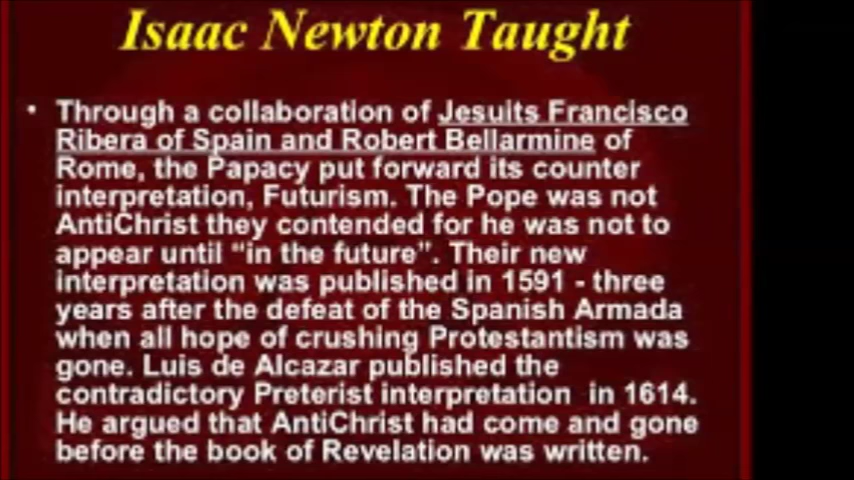 Isaac Newton Taught
• Through a collaboration of Jesuits Francisco
Ribera of Spain and Robert Bellarmine of
Rome, the Papacy put forward its counter
interpretation, Futurism. The Pope was not
AntiChrist they contended for he was not to
appear until “in the future”. Their new
interpretation was published in 1591 - three
years after the defeat of the Spanish Armada
when all hope of crushing Protestantism was
gone. Luis de Alcazar published the
contradictory Preterist interpretation in 1614.
He argued that AntiChrist had come and gone
before the book of Revelation was written.